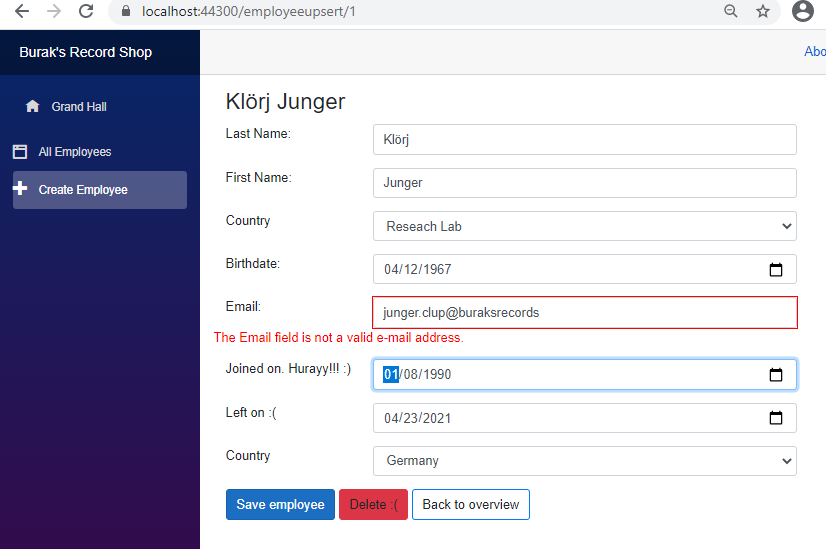 localhost:44300/employeeupsert/1
Burak's Record Shop
Abo
Grand Hall
All Employees
Create Employee
Klörj Junger
Last Name:
Klörj
First Name:
Junger
Country
Reseach Lab
Birthdate:
04/12/1967
Email:
junger.clup@buraksrecords
The Email field is not a valid e-mail address.
Joined on. Hurayy!!! :)
01/08/1990
Left on :(
04/23/2021
Country
Germany
Save employee
Delete :(
Back to overview